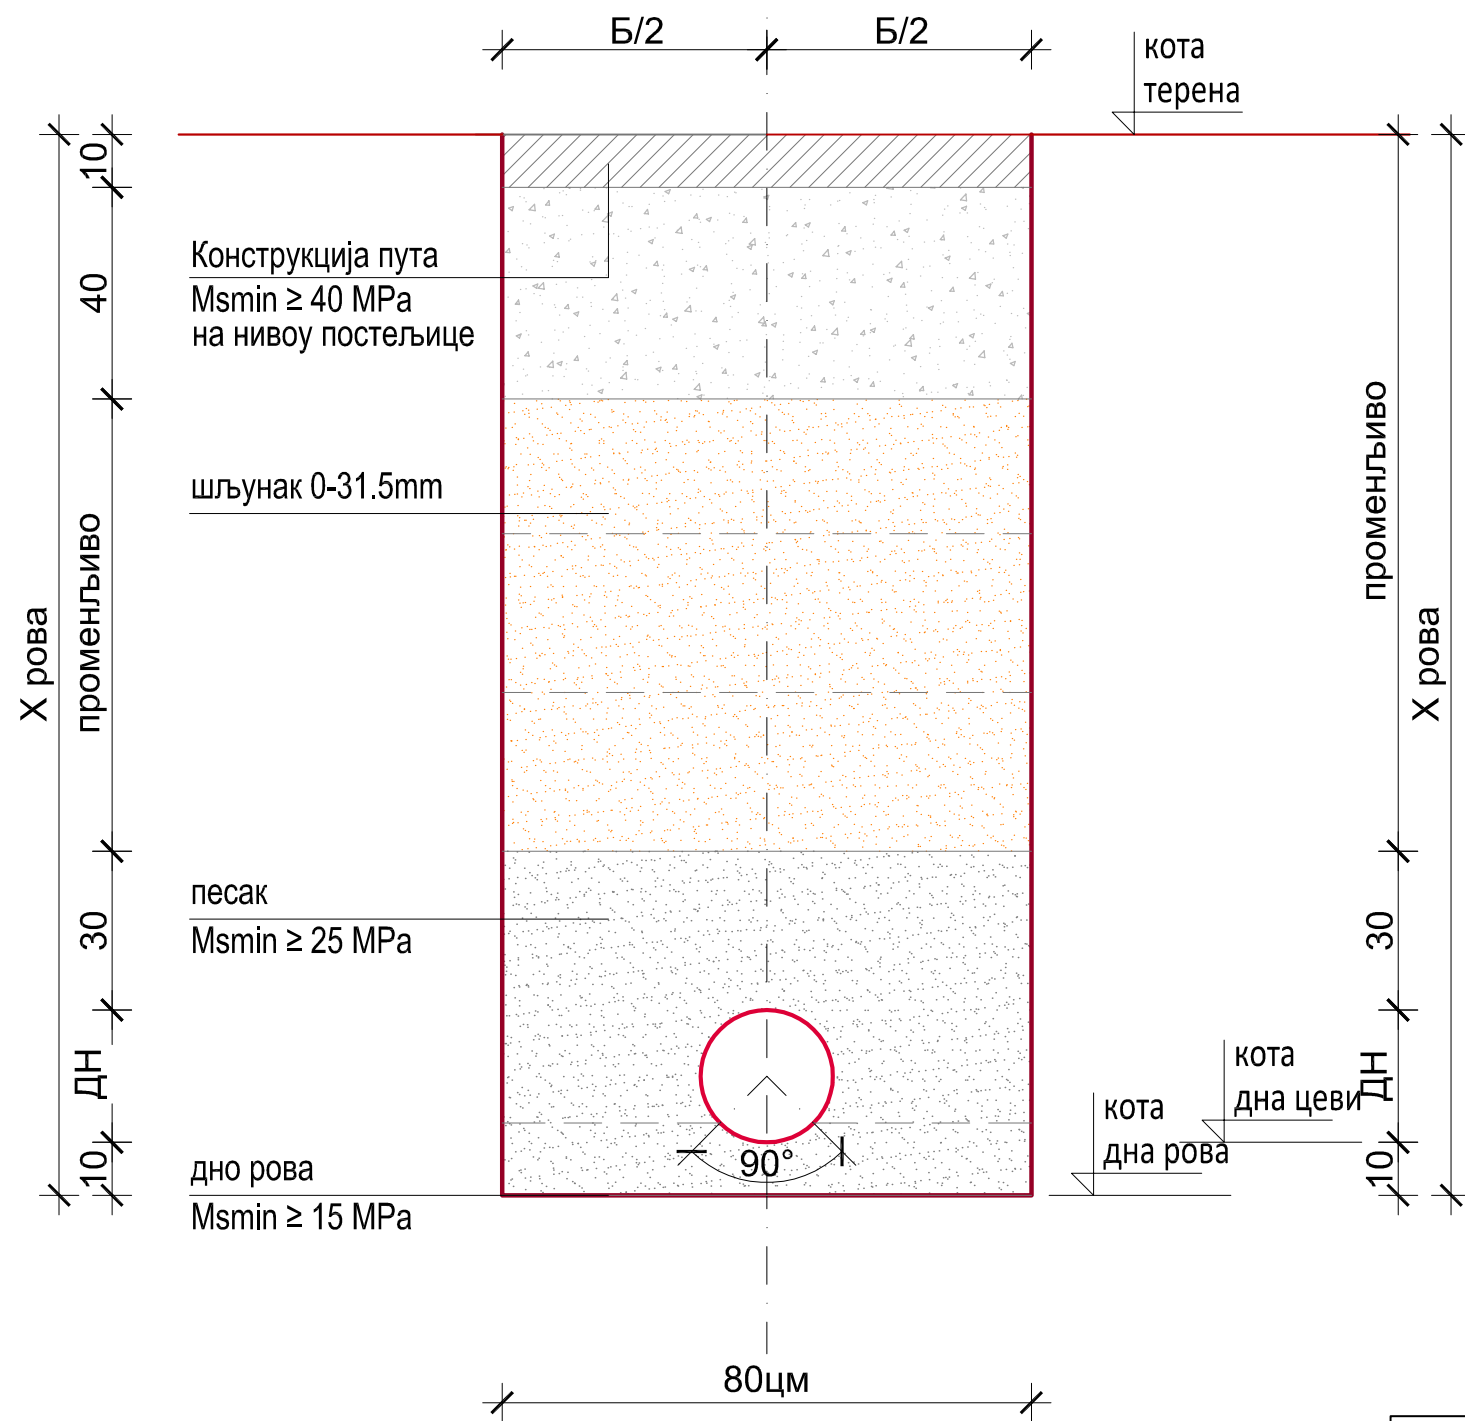 Б/2
Б/2
кота
терена
10
Конструкција пута
Msmin ≥ 40 MPa
на нивоу постељице
40
шљунак 0-31.5mm
променљиво
Х рова
променљиво
Х рова
песак
Msmin ≥ 25 MPa
30
30
ДН
ДН
кота
дна цеви
кота
дна рова
90°
10
10
дно рова
Msmin ≥ 15 MPa
80цм